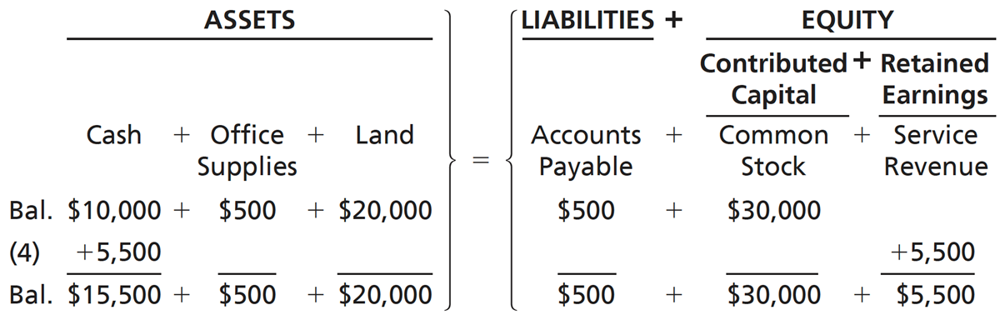 ASSETS LIABILITIES + EQUITY
Contributed + Retained
Capital Earnings
Cash + Office + Land Accounts + Common + Service
Supplies = Payable Stock Revenue
Bal. $10,000 + $500 + $20,000 $500 + $30,000
(4) +5,500 +5,500
Bal. $15,500 + $500 + $20,000 $500 + $30,000 + $5,500